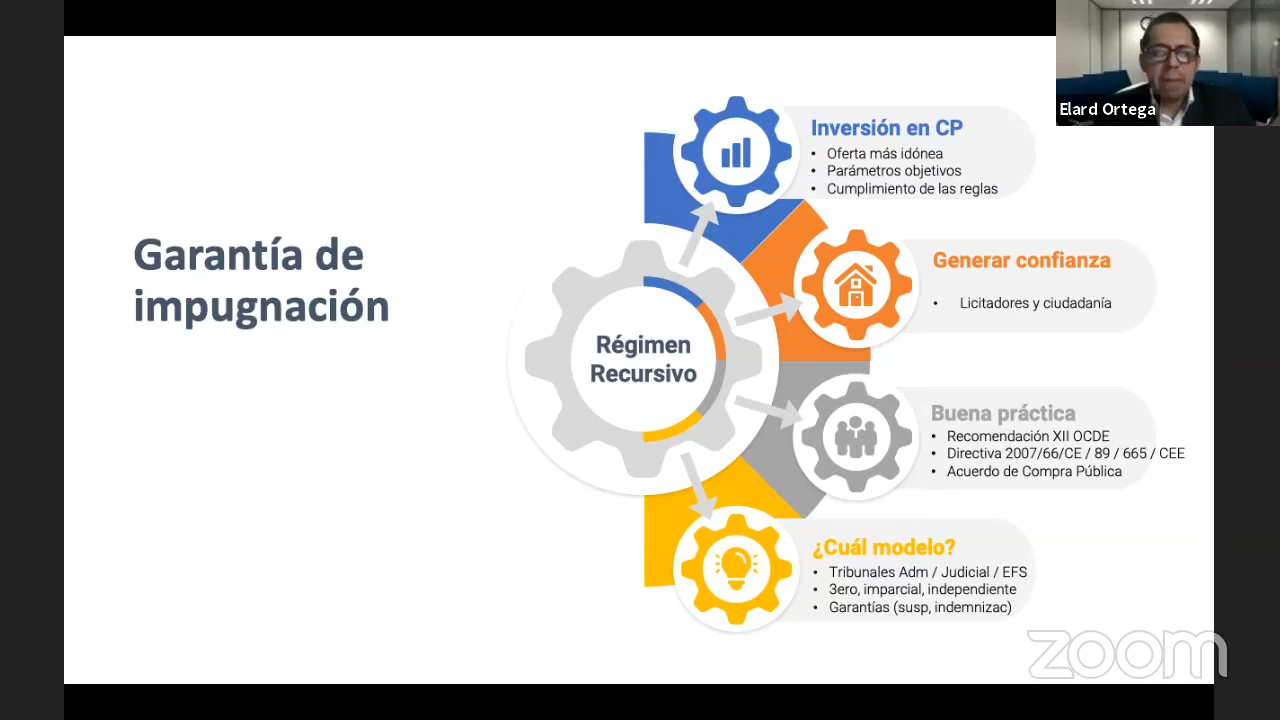 Elard Ortega
Garantía de
impugnación
Régimen
Recursivo
Inversión en CP
• Oferta más idónea
• Parámetros objetivos
• Cumplimiento de las reglas
Generar confianza
• Licitadores y ciudadanía
Buena práctica
• Recomendación XII OCDE
• Directiva 2007/66/CE / 89 / 665 / CEE
• Acuerdo de Compra Pública
¿Cuál modelo?
• Tribunales Adm / Judicial / EFS
• 3ero, imparcial, independiente
• Garantías (susp, indemnizac)
zoom